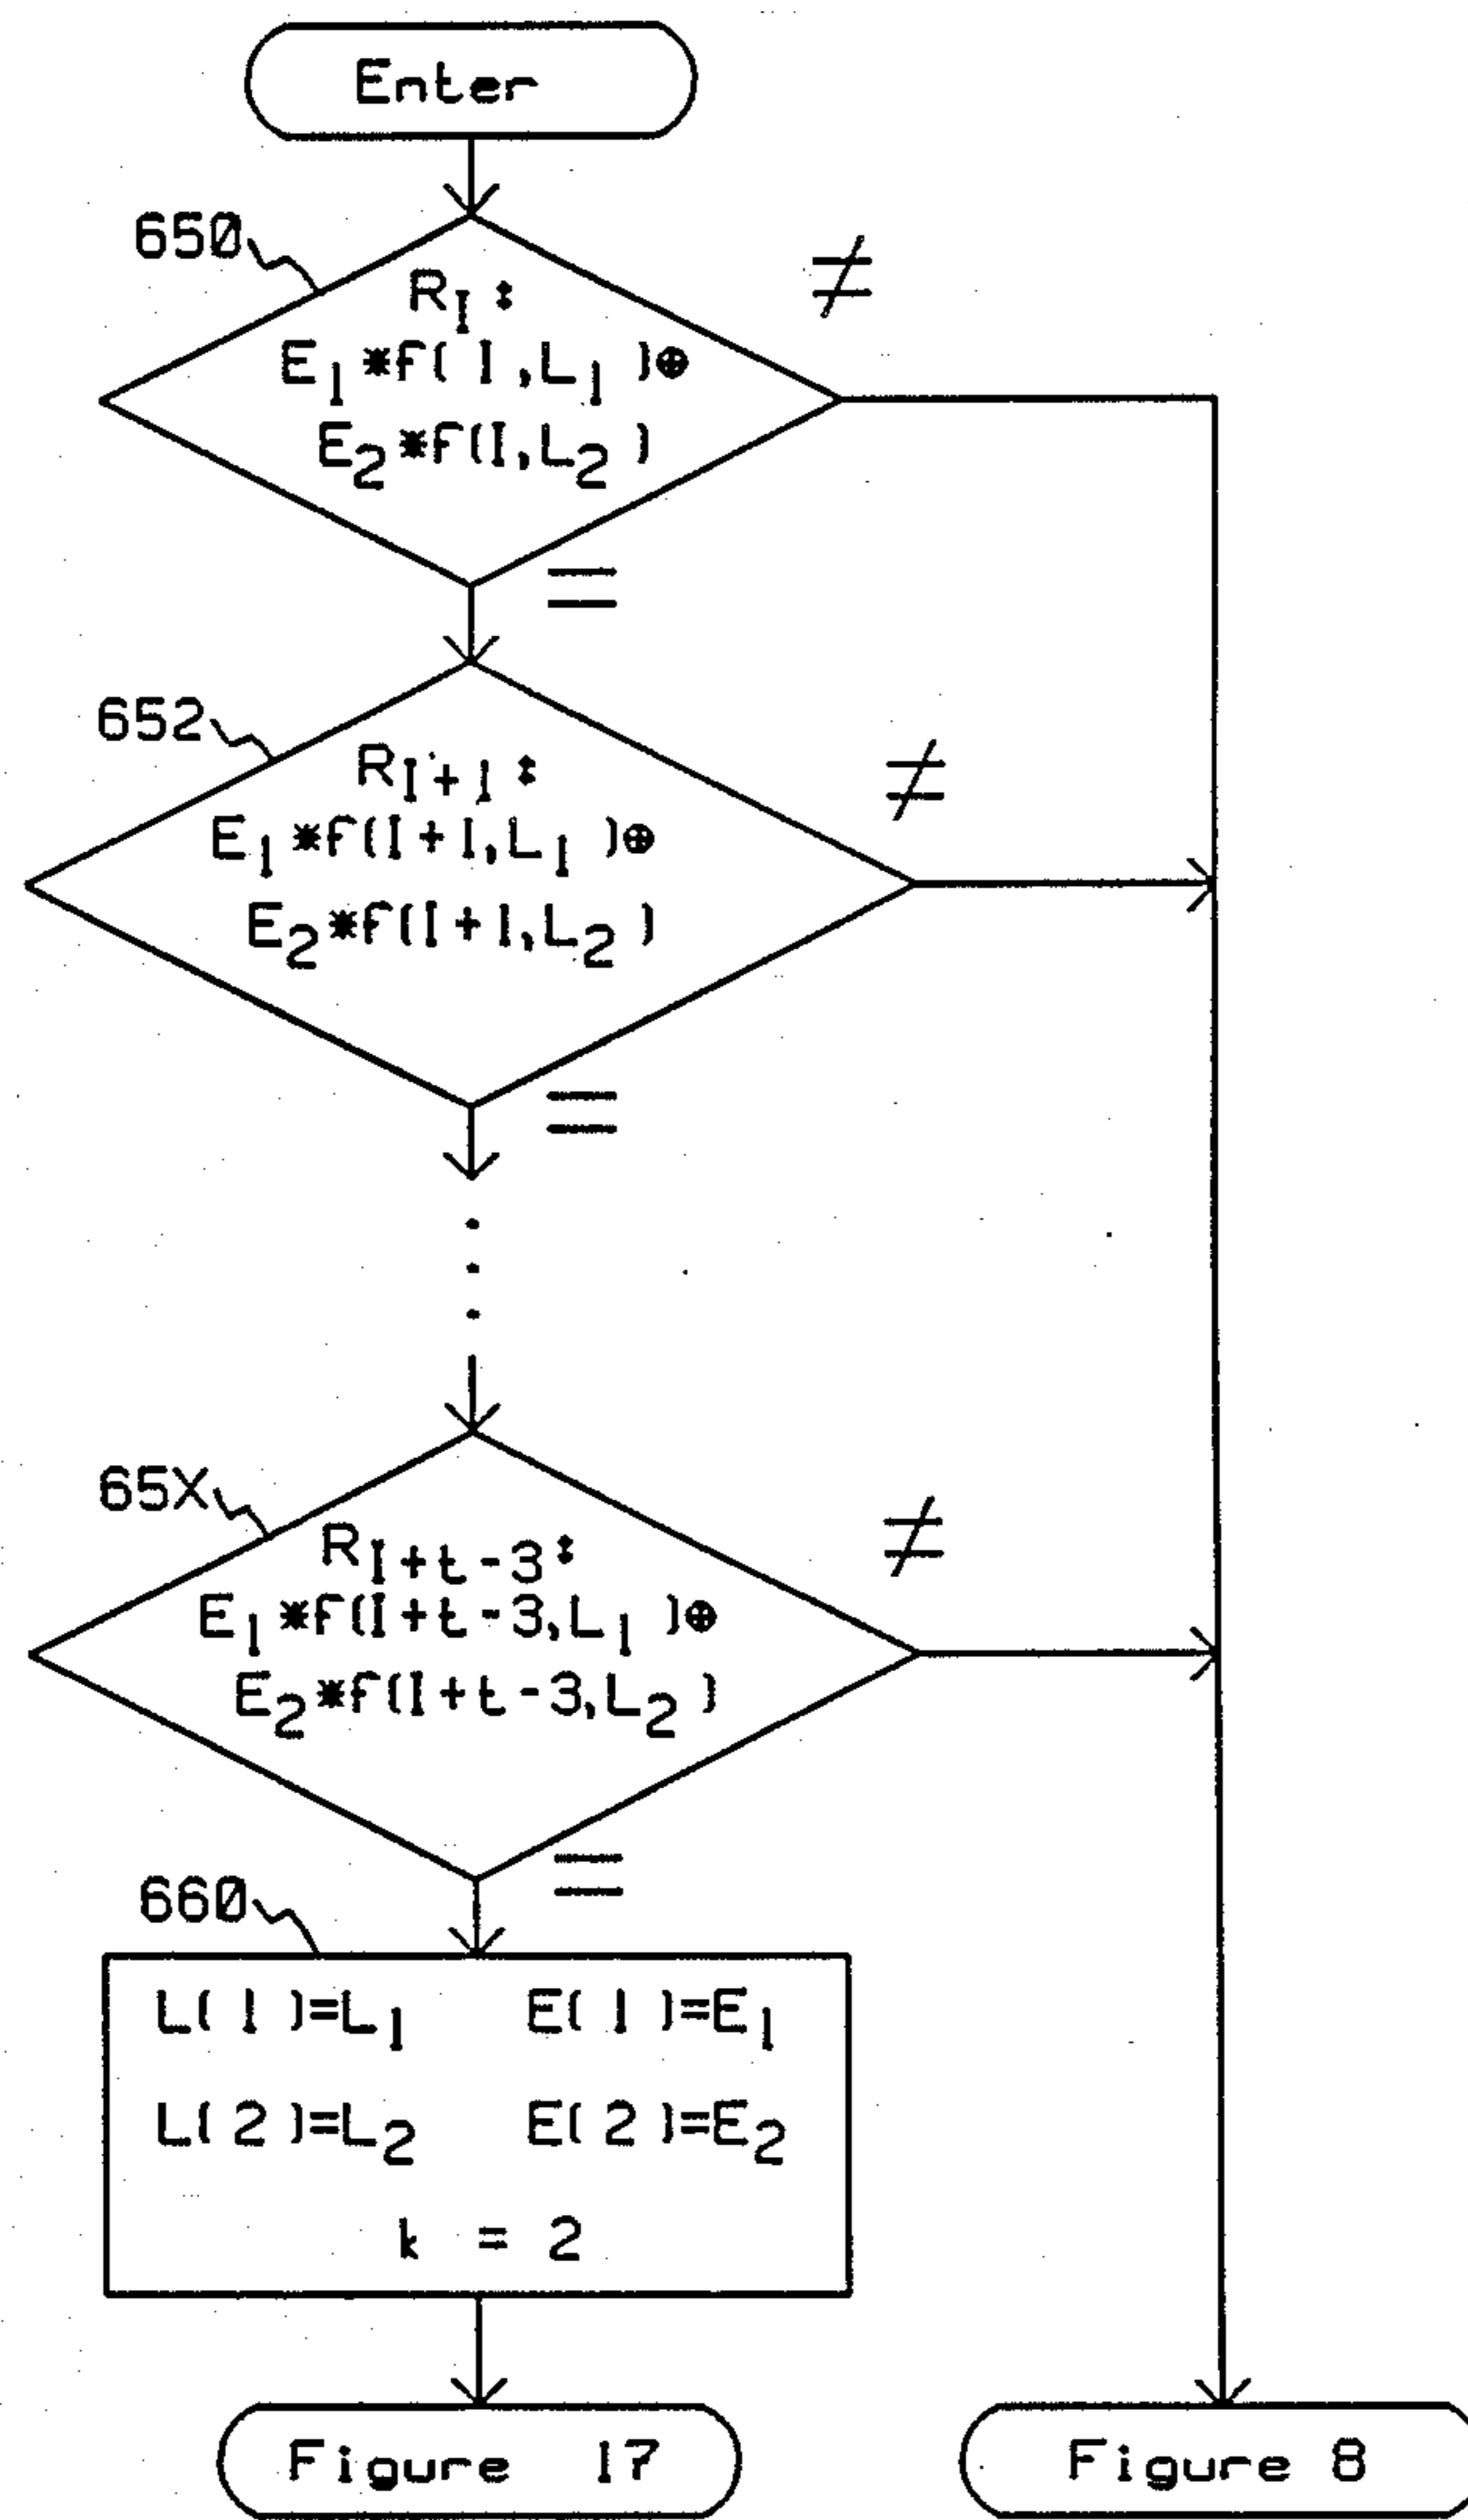 Enter
650
R_I :
≠
E_1 *f( I,L_1 )⊕
E_2 *f(I,L_2 )
=
652
R_I+1 :
≠
E_1 *f(I+1,L_1 )⊕
E_2 *f(I+1,L_2 )
=
65X
R_I+t-3 :
≠
E_1 *f(I+t-3,L_1 )⊕
E_2 *f(I+t-3,L_2 )
=
660
L( 1 )=L_1 E( 1 )=E_1
L( 2 )=L_2 E( 2 )=E_2
k = 2
Figure 17 Figure 8